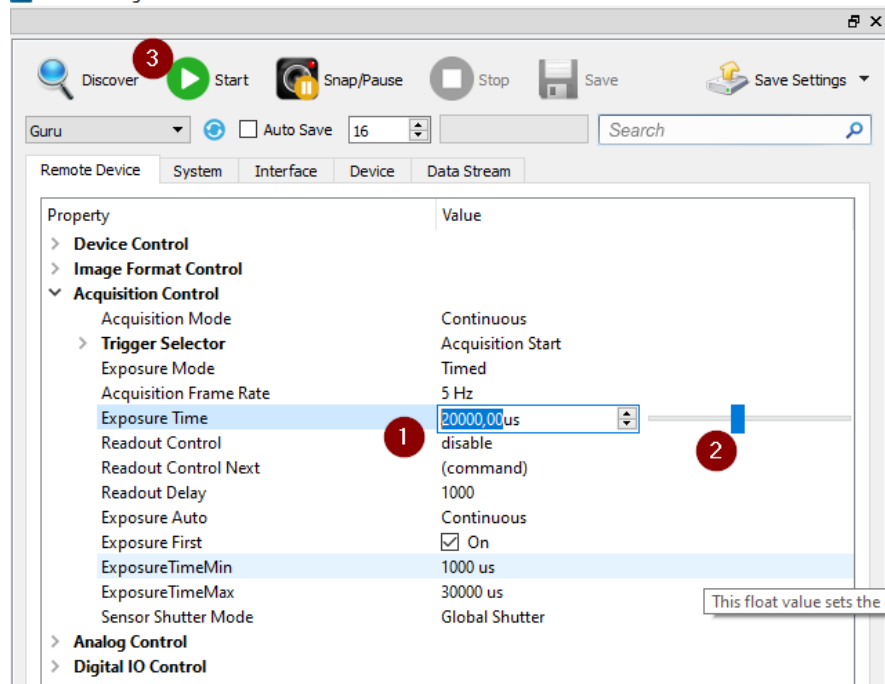 3
Discover Start Snap/Pause Stop Save Save Settings
Guru Auto Save 16 Search
Remote Device System Interface Device Data Stream
Property Value
Device Control
Image Format Control
Acquisition Control
Acquisition Mode Continuous
Trigger Selector Acquisition Start
Exposure Mode Timed
Acquisition Frame Rate 5 Hz
Exposure Time 20000,00us
1
2
Readout Control disable
Readout Control Next (command)
Readout Delay 1000
Exposure Auto Continuous
Exposure First On
ExposureTimeMin 1000 us
ExposureTimeMax 30000 us
This float value sets the
Sensor Shutter Mode Global Shutter
Analog Control
Digital IO Control